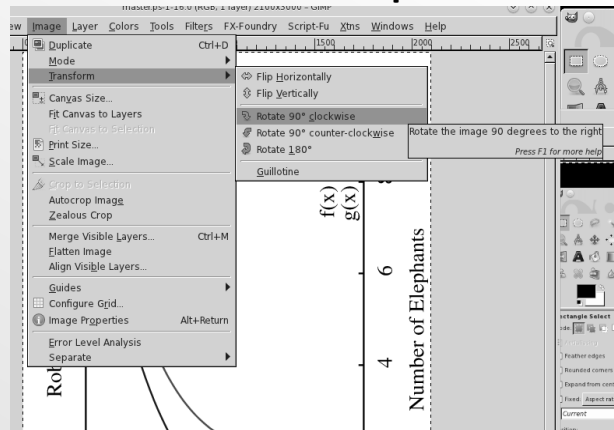 master.ps-1-16.0 (RGB, 1 layer) 2100x3000 – GIMP
ew Image Layer Colors Tools Filters FX-Foundry Script-Fu Xtns Windows Help
1500 2000 2500
Duplicate Ctrl+D
Mode
Transform
Canvas Size...
Fit Canvas to Layers
Fit Canvas to Selection
Print Size...
Scale Image...
Crop to Selection
Autocrop Image
Zealous Crop
Merge Visible Layers... Ctrl+M
Flatten Image
Align Visible Layers...
Guides
Configure Grid...
Image Properties Alt+Return
Error Level Analysis
Separate
Flip Horizontally
Flip Vertically
Rotate 90° clockwise
Rotate 90° counter-clockwise
Rotate 180°
Guillotine
Rotate the image 90 degrees to the right
Press F1 for more help
f(x)
g(x)
6
4
Number of Elephants
Rob
ectangle Select
Feather edges
Rounded corners
Expand from cent
Fixed: Aspect rat
Current